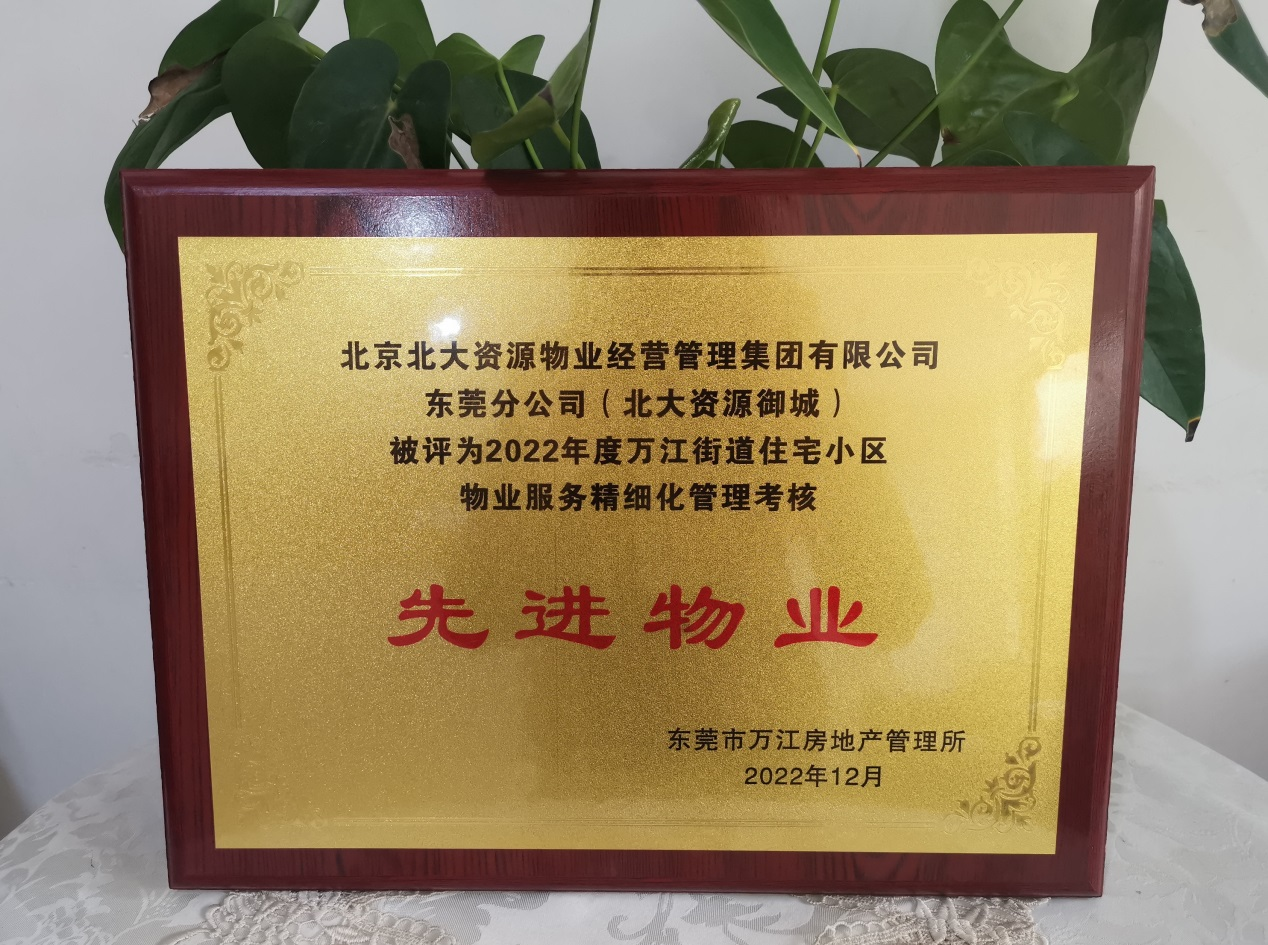 北京北大资源物业经营管理集团有限公司
东莞分公司（北大资源御城）
被评为2022年度万江街道住宅小区
物业服务精细化管理考核
先进物业
东莞市万江房地产管理所
2022年12月